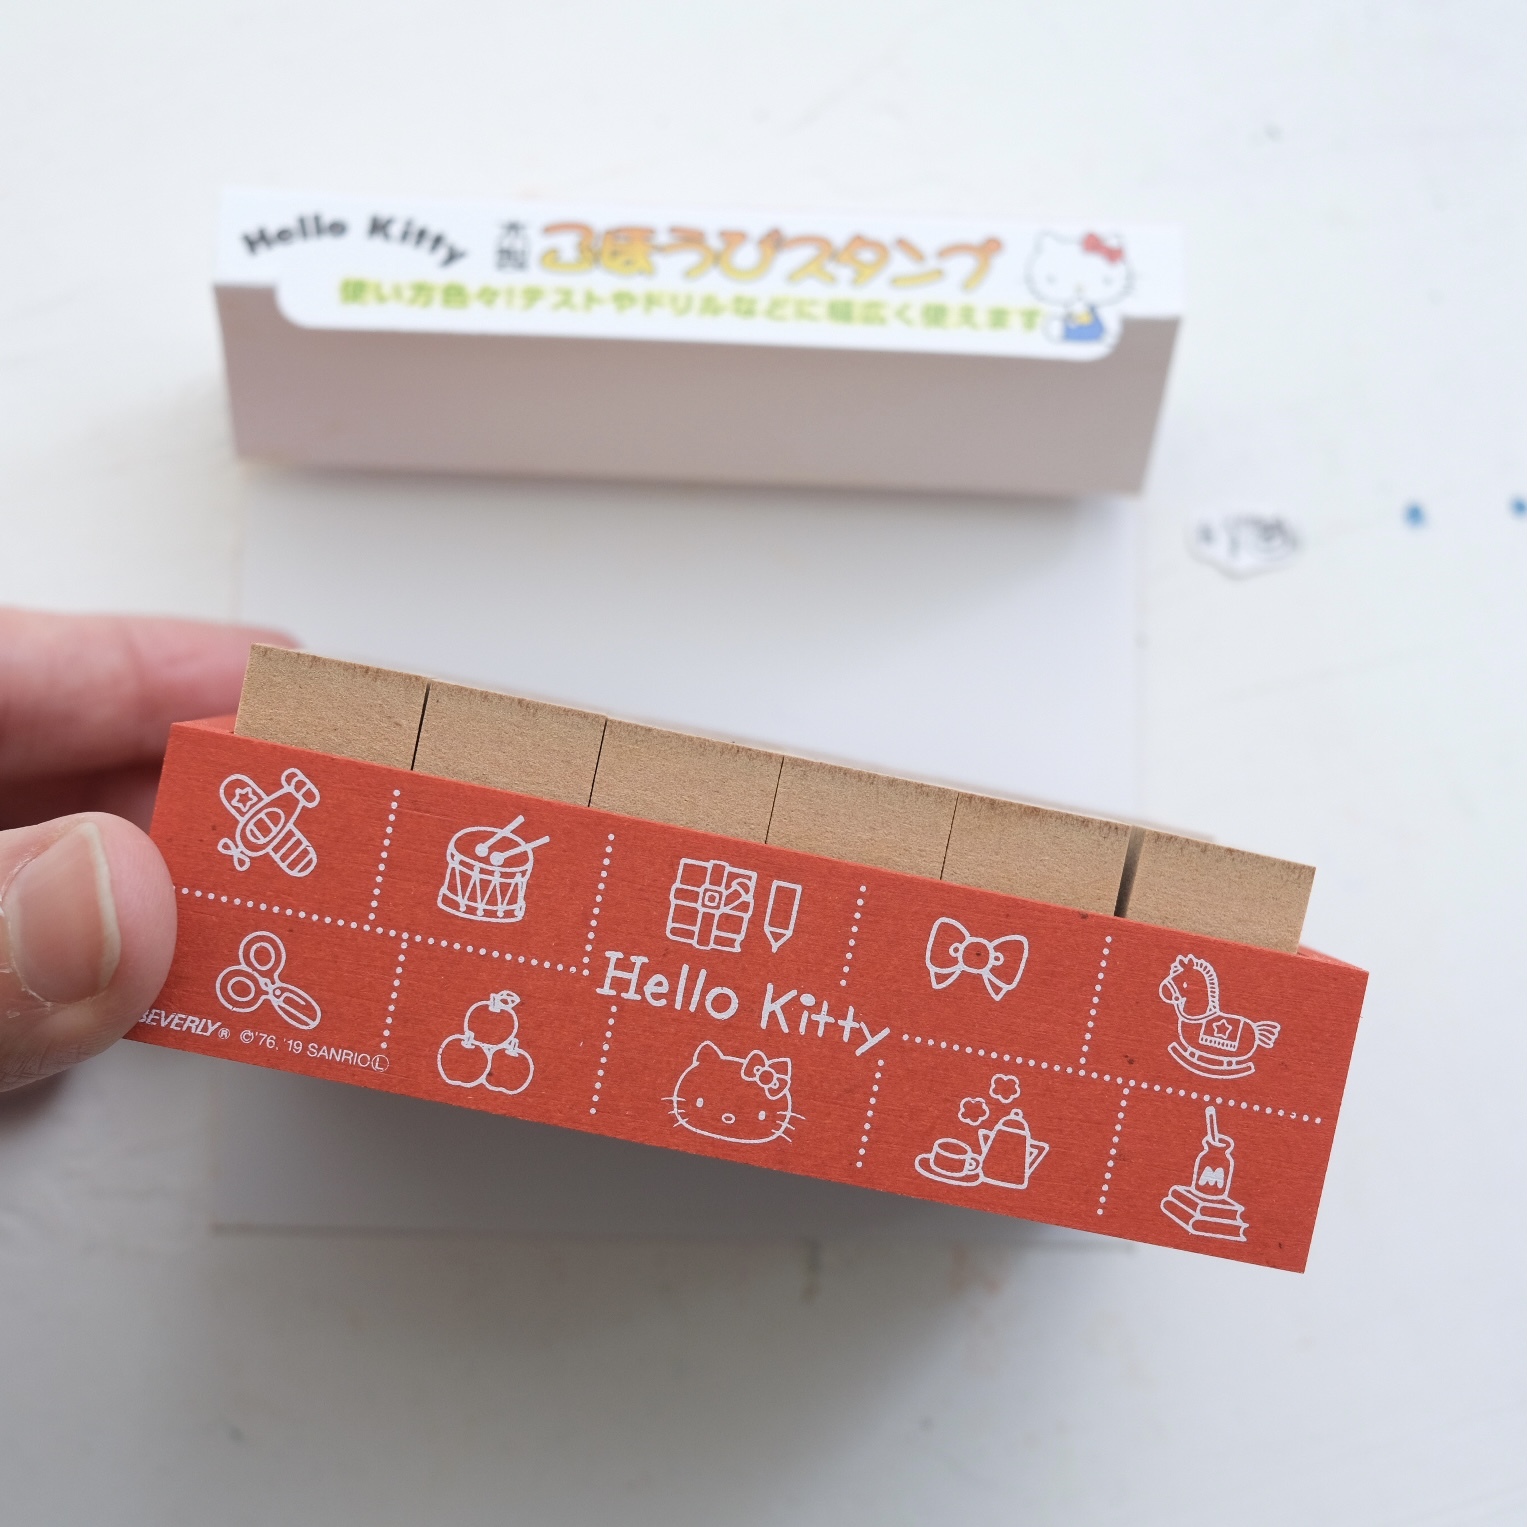 Hello Kitty 木製 ごほうびスタンプ
使い方色々!テストやドリルなどに幅広く使えます
Hello Kitty
M
BEVERLY® ©'76, '19 SANRIO Ⓛ